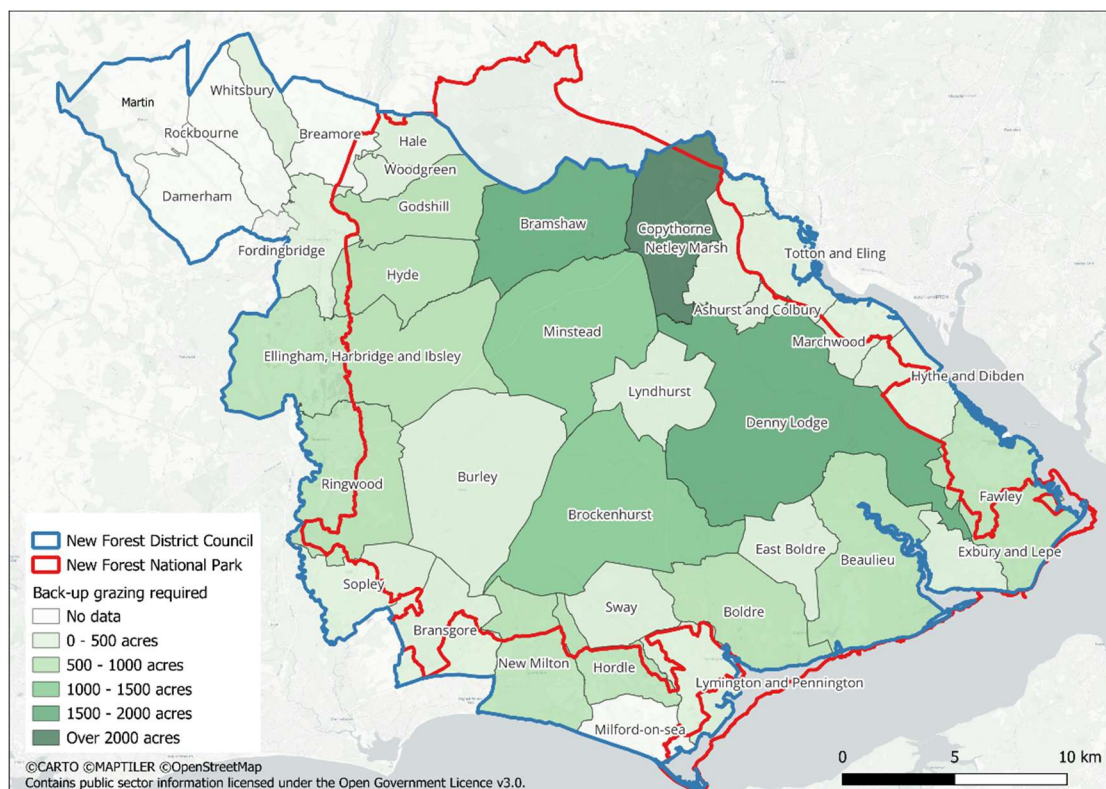 Martin
Whitsbury
Rockbourne
Breamore
Damerham
Hale
Woodgreen
Godshill
Fordingbridge
Hyde
Bramshaw
Copythorne
Netley Marsh
Totton and Eling
Ashurst and Colbury
Marchwood
Ellingham, Harbridge and Ibsley
Minstead
Lyndhurst
Hythe and Dibden
Denny Lodge
Burley
Ringwood
Brockenhurst
Fawley
East Boldre
Beaulieu
Exbury and Lepe
Sopley
Sway
Boldre
Bransgore
New Milton
Hordle
Lymington and Pennington
Milford-on-sea
New Forest District Council
New Forest National Park
Back-up grazing required
No data
0 - 500 acres
500 - 1000 acres
1000 - 1500 acres
1500 - 2000 acres
Over 2000 acres
0 5 10 km
©CARTO ©MAPTILER ©OpenStreetMap
Contains public sector information licensed under the Open Government Licence v3.0.